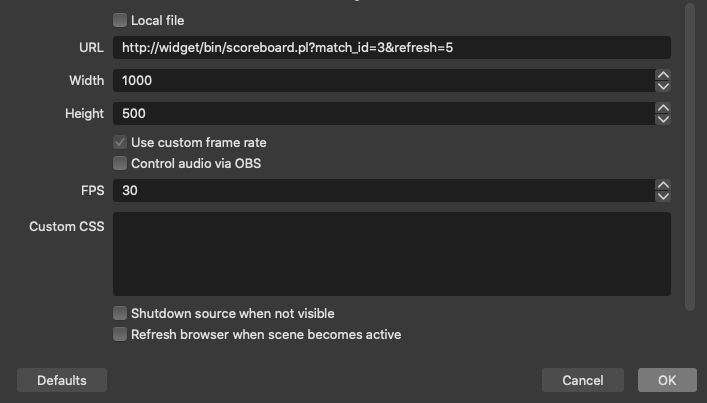 Local file
URL http://widget/bin/scoreboard.pl?match_id=3&refresh=5
Width 1000
Height 500
Use custom frame rate
Control audio via OBS
FPS 30
Custom CSS
Shutdown source when not visible
Refresh browser when scene becomes active
Defaults Cancel OK